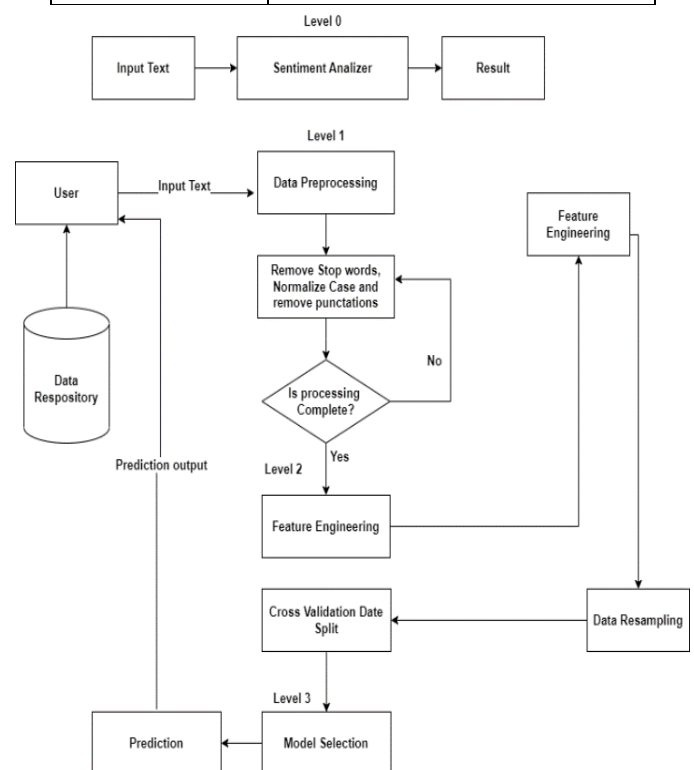 Level 0
Input Text
Sentiment Analizer
Result
Level 1
User
Input Text
Data Preprocessing
Feature
Engineering
Remove Stop words,
Normalize Case and
remove punctations
No
Data
Respository
Is processing
Complete?
Yes
Prediction output
Level 2
Feature Engineering
Cross Validation Date
Split
Data Resampling
Level 3
Prediction
Model Selection